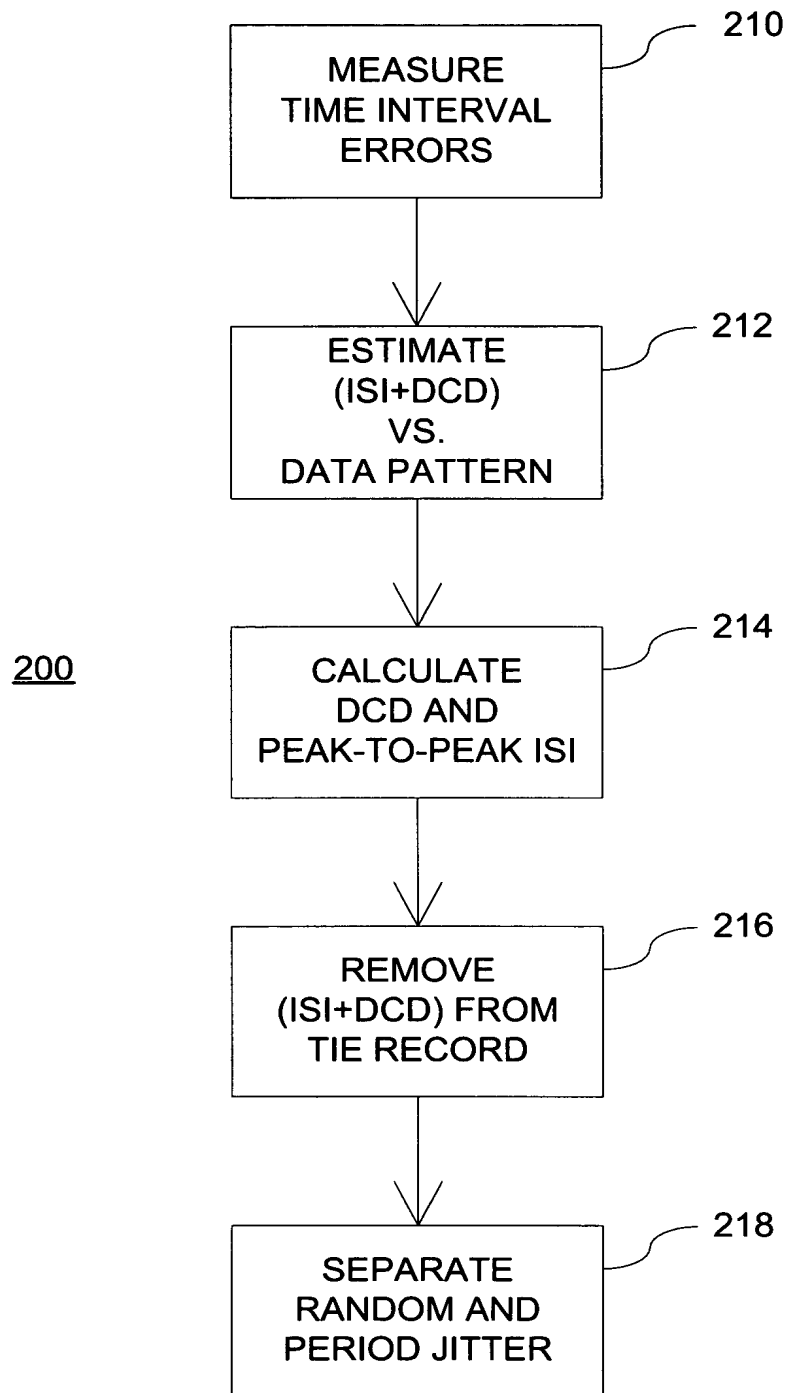 210
MEASURE
TIME INTERVAL
ERRORS
212
ESTIMATE
(ISI+DCD)
VS.
DATA PATTERN
214
200
CALCULATE
DCD AND
PEAK-TO-PEAK ISI
216
REMOVE
(ISI+DCD) FROM
TIE RECORD
218
SEPARATE
RANDOM AND
PERIOD JITTER